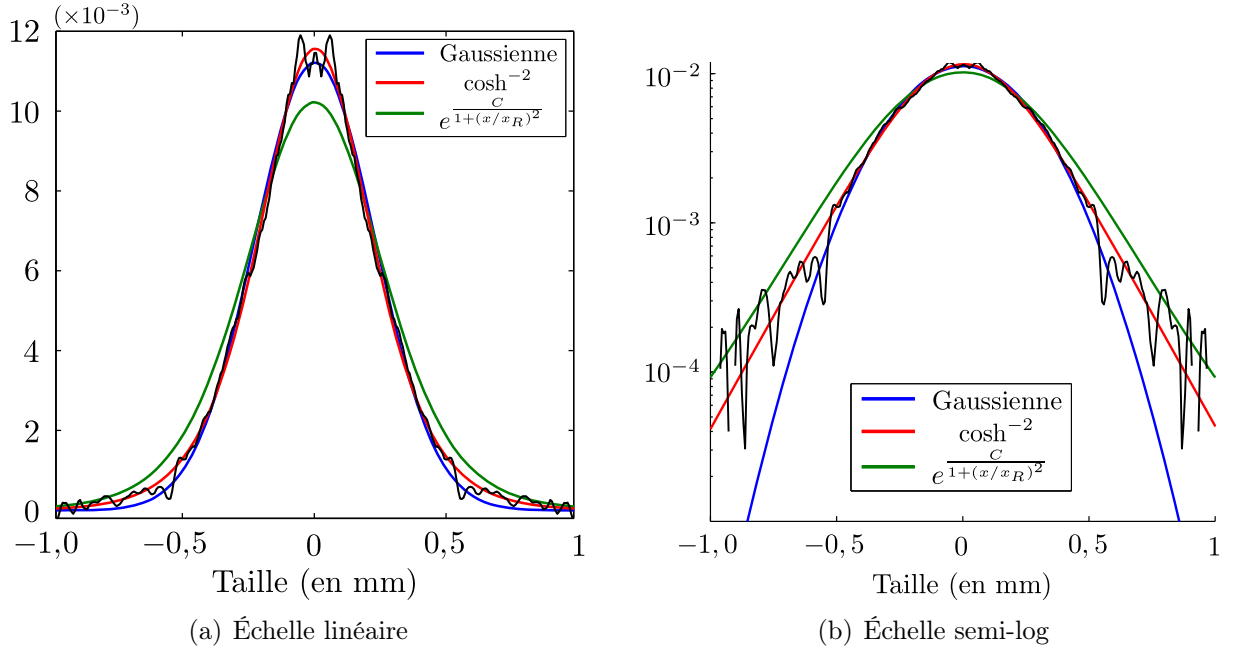 (×10⁻³)
12
10
8
6
4
2
0
−1,0
−0,5
0
0,5
1
Taille (en mm)
Gaussienne
cosh⁻²
e^{\frac{C}{1+(x/x_R)^2}}
(a) Échelle linéaire
10⁻²
10⁻³
10⁻⁴
−1,0
−0,5
0
0,5
1
Taille (en mm)
Gaussienne
cosh⁻²
e^{\frac{C}{1+(x/x_R)^2}}
(b) Échelle semi-log